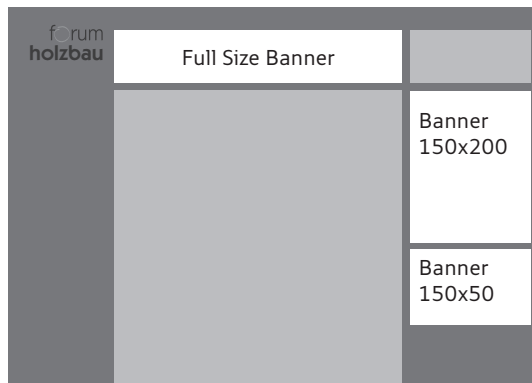 forum
holzbau
Full Size Banner
Banner
150x200
Banner
150x50